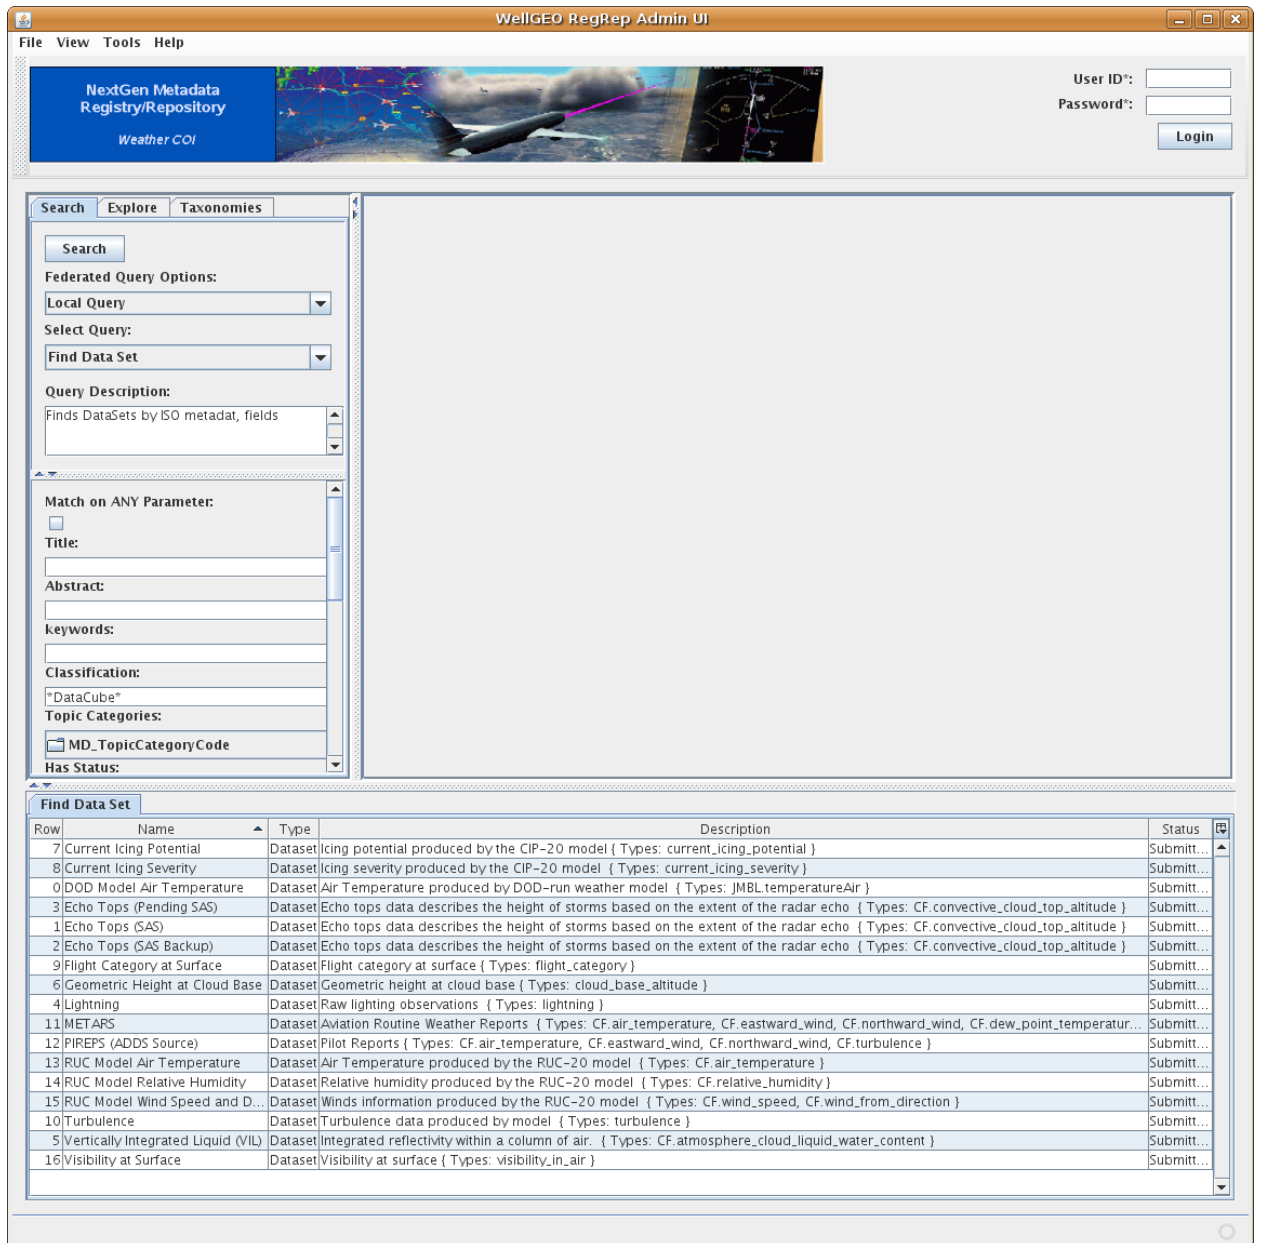 WellGEO RegRep Admin UI
File View Tools Help
NextGen Metadata
Registry/Repository
Weather COI
User ID*:
Password*:
Login
Search Explore Taxonomies
Search
Federated Query Options:
Local Query
Select Query:
Find Data Set
Query Description:
Finds DataSets by ISO metadat, fields
Match on ANY Parameter:
Title:
Abstract:
keywords:
Classification:
*DataCube*
Topic Categories:
MD_TopicCategoryCode
Has Status:
Find Data Set
Row Name Type Description Status
7 Current Icing Potential Dataset Icing potential produced by the CIP-20 model { Types: current_icing_potential } Submitt...
8 Current Icing Severity Dataset Icing severity produced by the CIP-20 model { Types: current_icing_severity } Submitt...
0 DOD Model Air Temperature Dataset Air Temperature produced by DOD-run weather model { Types: JMBL.temperatureAir } Submitt...
3 Echo Tops (Pending SAS) Dataset Echo tops data describes the height of storms based on the extent of the radar echo { Types: CF.convective_cloud_top_altitude } Submitt...
1 Echo Tops (SAS) Dataset Echo tops data describes the height of storms based on the extent of the radar echo { Types: CF.convective_cloud_top_altitude } Submitt...
2 Echo Tops (SAS Backup) Dataset Echo tops data describes the height of storms based on the extent of the radar echo { Types: CF.convective_cloud_top_altitude } Submitt...
9 Flight Category at Surface Dataset Flight category at surface { Types: flight_category } Submitt...
6 Geometric Height at Cloud Base Dataset Geometric height at cloud base { Types: cloud_base_altitude } Submitt...
4 Lightning Dataset Raw lighting observations { Types: lightning } Submitt...
11 METARS Dataset Aviation Routine Weather Reports { Types: CF.air_temperature, CF.eastward_wind, CF.northward_wind, CF.dew_point_temperatur... Submitt...
12 PIREPS (ADDS Source) Dataset Pilot Reports { Types: CF.air_temperature, CF.eastward_wind, CF.northward_wind, CF.turbulence } Submitt...
13 RUC Model Air Temperature Dataset Air Temperature produced by the RUC-20 model { Types: CF.air_temperature } Submitt...
14 RUC Model Relative Humidity Dataset Relative humidity produced by the RUC-20 model { Types: CF.relative_humidity } Submitt...
15 RUC Model Wind Speed and D... Dataset Winds information produced by the RUC-20 model { Types: CF.wind_speed, CF.wind_from_direction } Submitt...
10 Turbulence Dataset Turbulence data produced by model { Types: turbulence } Submitt...
5 Vertically Integrated Liquid (VIL) Dataset Integrated reflectivity within a column of air. { Types: CF.atmosphere_cloud_liquid_water_content } Submitt...
16 Visibility at Surface Dataset Visibility at surface { Types: visibility_in_air } Submitt...